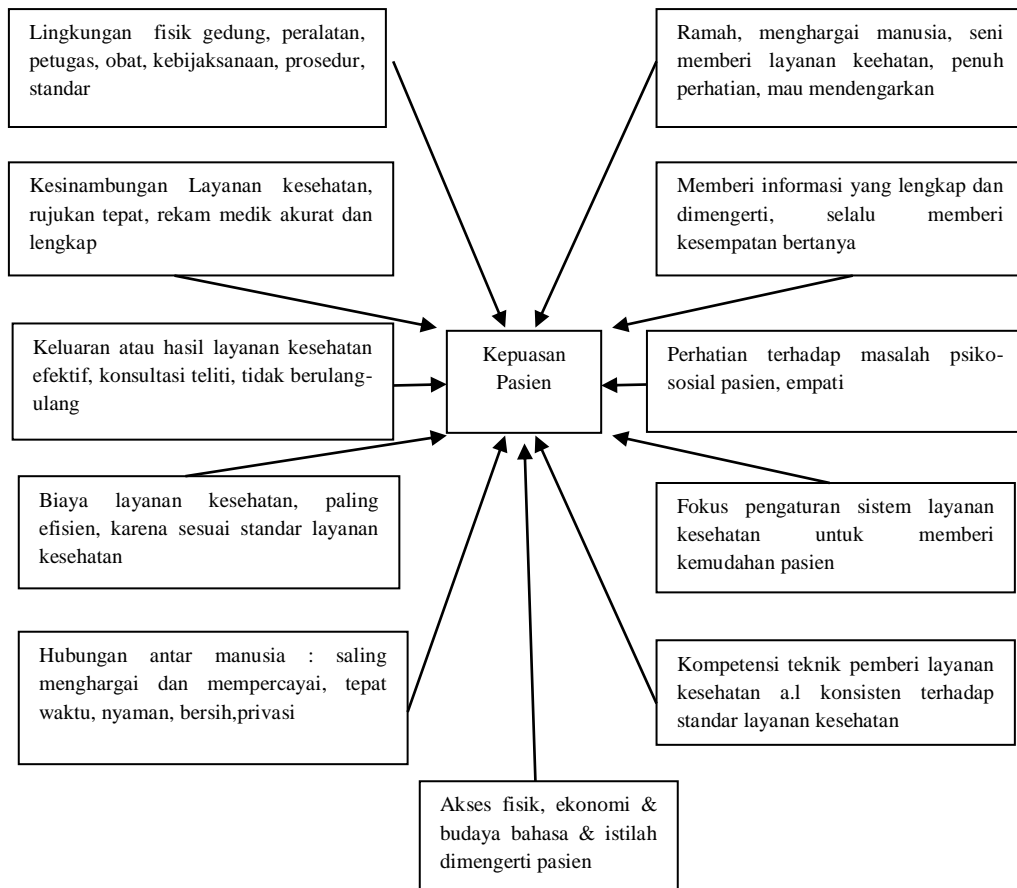 Lingkungan fisik gedung, peralatan,
petugas, obat, kebijaksanaan, prosedur,
standar
Ramah, menghargai manusia, seni
memberi layanan keehatan, penuh
perhatian, mau mendengarkan
Kesinambungan Layanan kesehatan,
rujukan tepat, rekam medik akurat dan
lengkap
Memberi informasi yang lengkap dan
dimengerti, selalu memberi
kesempatan bertanya
Keluaran atau hasil layanan kesehatan
efektif, konsultasi teliti, tidak berulang-
ulang
Kepuasan
Pasien
Perhatian terhadap masalah psiko-
sosial pasien, empati
Biaya layanan kesehatan, paling
efisien, karena sesuai standar layanan
kesehatan
Fokus pengaturan sistem layanan
kesehatan untuk memberi
kemudahan pasien
Hubungan antar manusia : saling
menghargai dan mempercayai, tepat
waktu, nyaman, bersih,privasi
Kompetensi teknik pemberi layanan
kesehatan a.l konsisten terhadap
standar layanan kesehatan
Akses fisik, ekonomi &
budaya bahasa & istilah
dimengerti pasien